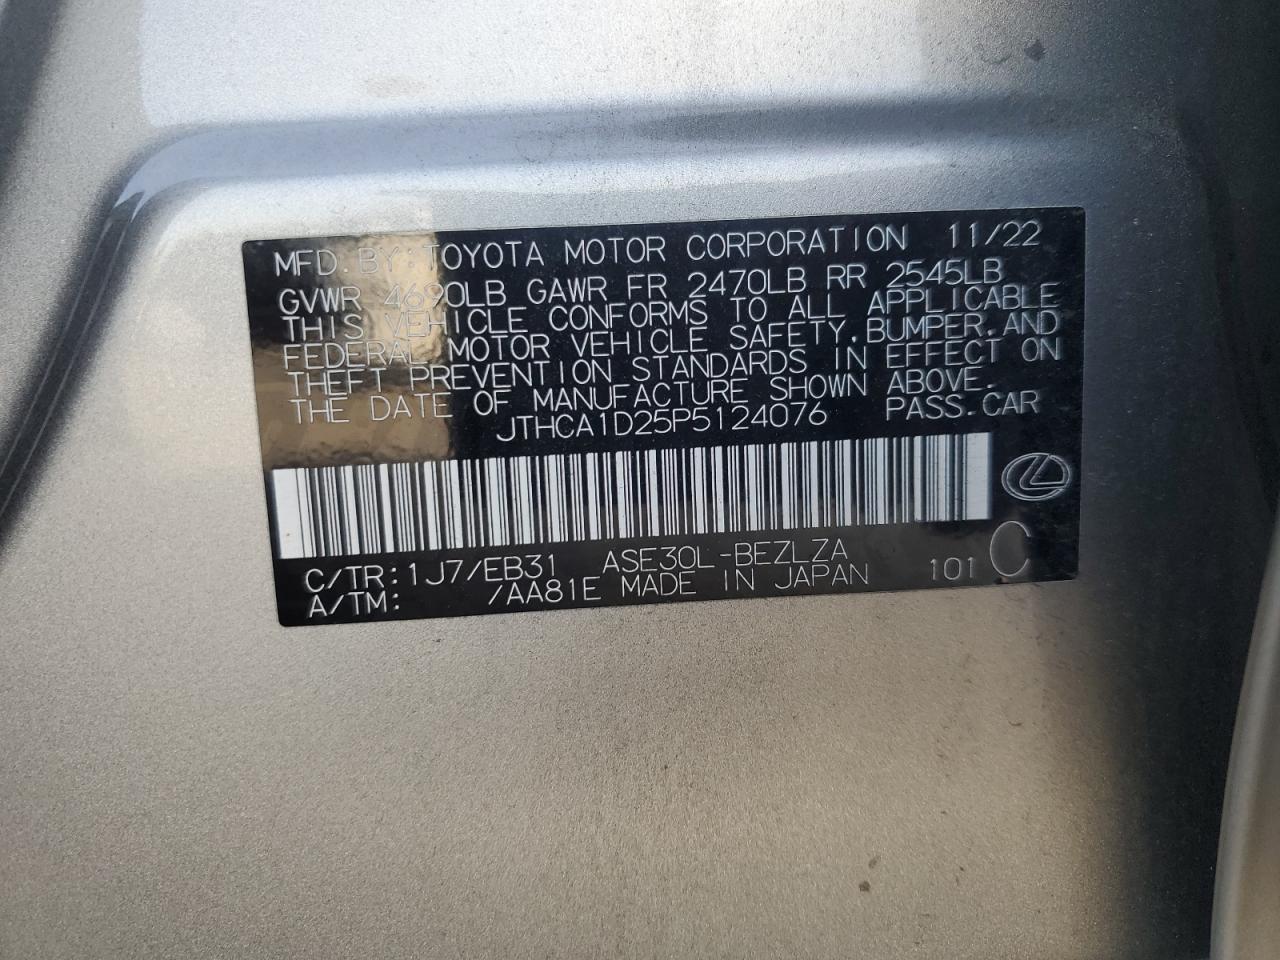 MFD. BY: TOYOTA MOTOR CORPORATION 11/22
GVWR 4690LB GAWR FR 2470LB RR 2545LB
THIS VEHICLE CONFORMS TO ALL APPLICABLE
FEDERAL MOTOR VEHICLE SAFETY, BUMPER, AND
THEFT PREVENTION STANDARDS IN EFFECT ON
THE DATE OF MANUFACTURE SHOWN ABOVE.
JTHCA1D25P5124076 PASS. CAR
C/TR: 1J7/EB31 ASE30L-BEZLZA
A/TM: /AA81E MADE IN JAPAN 101 C